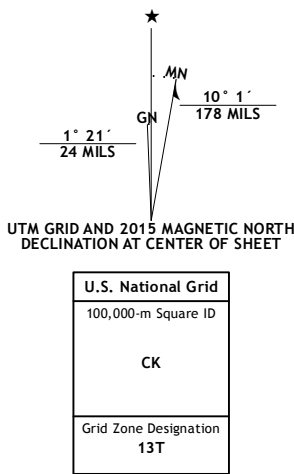 MN
GN
10° 1´
178 MILS
1° 21´
24 MILS
UTM GRID AND 2015 MAGNETIC NORTH
DECLINATION AT CENTER OF SHEET
U.S. National Grid
100,000-m Square ID
CK
Grid Zone Designation
13T